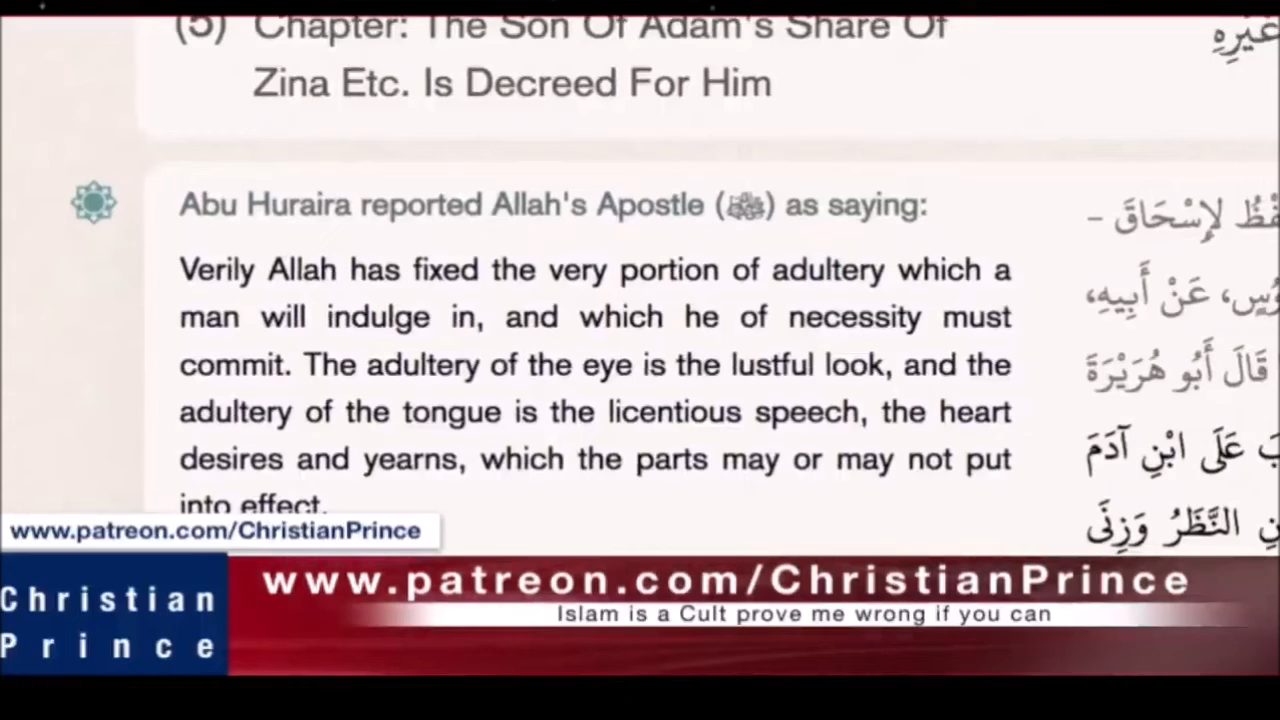 (5) Chapter: The Son Of Adam's Share Of
Zina Etc. Is Decreed For Him
غَيْرِهِ
Abu Huraira reported Allah's Apostle (ﷺ) as saying:
Verily Allah has fixed the very portion of adultery which a
man will indulge in, and which he of necessity must
commit. The adultery of the eye is the lustful look, and the
adultery of the tongue is the licentious speech, the heart
desires and yearns, which the parts may or may not put
into effect.
لإِسْحَاقَ -
عَنْ أَبِيهِ،
قَالَ أَبُو هُرَيْرَةَ
عَلَى ابْنِ آدَمَ
النَّظَرُ وَزِنَى
www.patreon.com/ChristianPrince
Christian
Prince
www.patreon.com/ChristianPrince
Islam is a Cult prove me wrong if you can